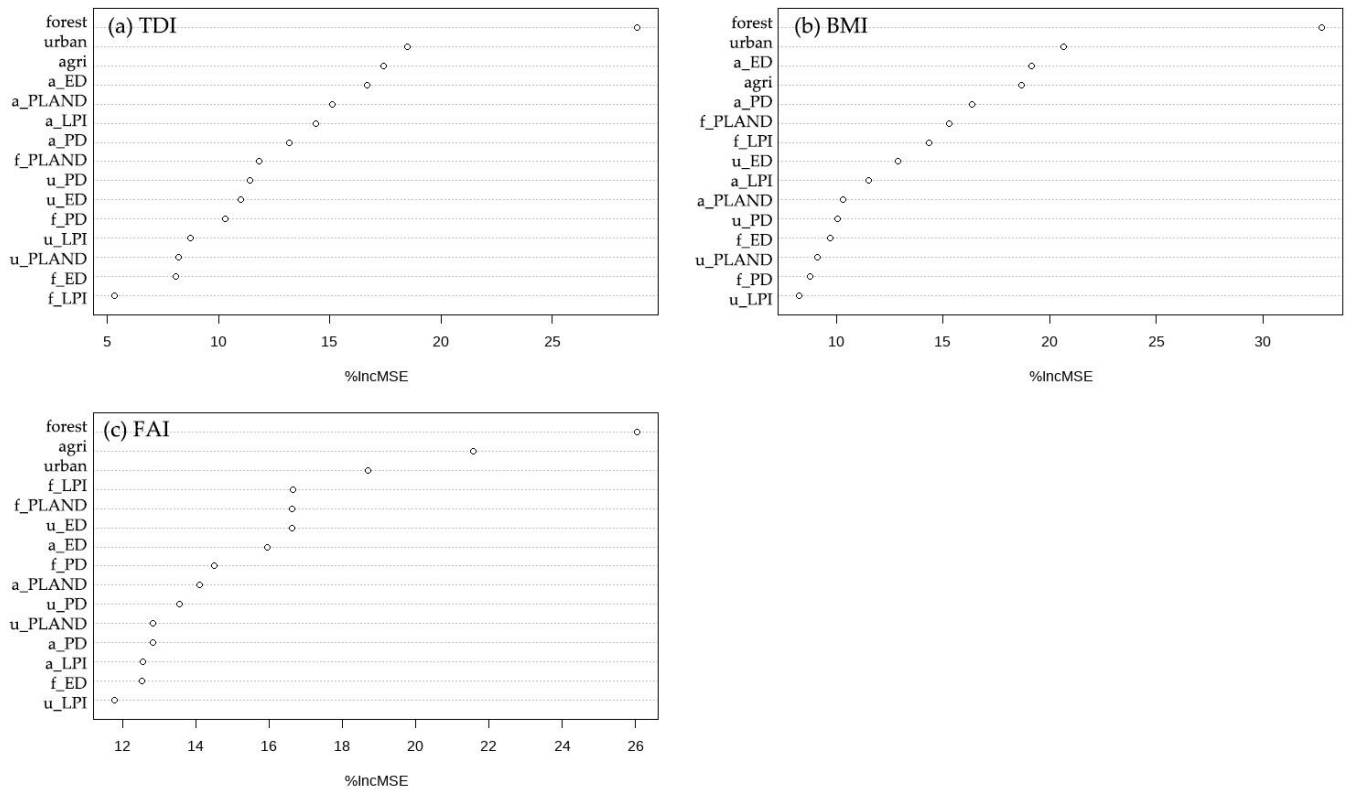 (a) TDI
forest
urban
agri
a_ED
a_PLAND
a_LPI
a_PD
f_PLAND
u_PD
u_ED
f_PD
u_LPI
u_PLAND
f_ED
f_LPI
5 10 15 20 25
%IncMSE
(b) BMI
forest
urban
a_ED
agri
a_PD
f_PLAND
f_LPI
u_ED
a_LPI
a_PLAND
u_PD
f_ED
u_PLAND
f_PD
u_LPI
10 15 20 25 30
%IncMSE
(c) FAI
forest
agri
urban
f_LPI
f_PLAND
u_ED
a_ED
f_PD
a_PLAND
u_PD
u_PLAND
a_PD
a_LPI
f_ED
u_LPI
12 14 16 18 20 22 24 26
%IncMSE